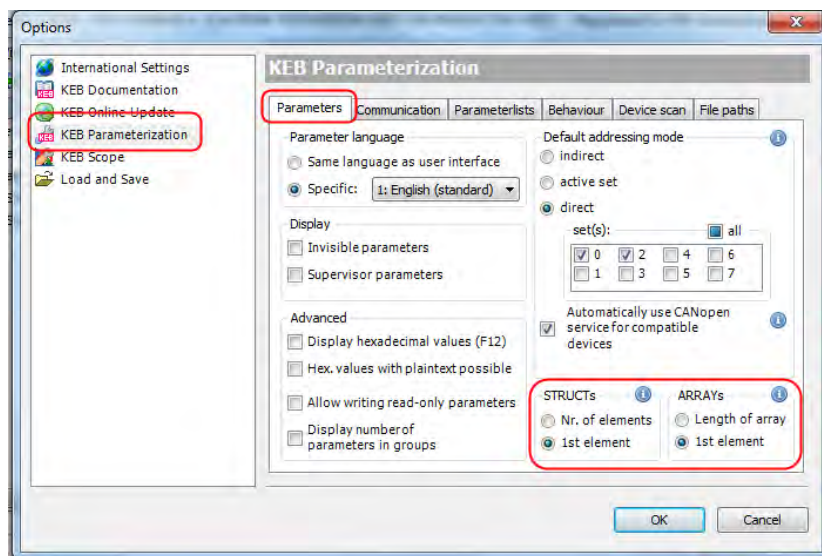 Options
International Settings
KEB Documentation
KEB Online Update
KEB Parameterization
KEB Scope
Load and Save
KEB Parameterization
Parameters Communication Parameterlists Behaviour Device scan File paths
Parameter language
Same language as user interface
Specific: 1: English (standard)
Display
Invisible parameters
Supervisor parameters
Advanced
Display hexadecimal values (F12)
Hex. values with plaintext possible
Allow writing read-only parameters
Display number of
parameters in groups
Default addressing mode
indirect
active set
direct
set(s): all
0 2 4 6
1 3 5 7
Automatically use CANopen
service for compatible
devices
STRUCTs
Nr. of elements
1st element
ARRAYs
Length of array
1st element
OK Cancel